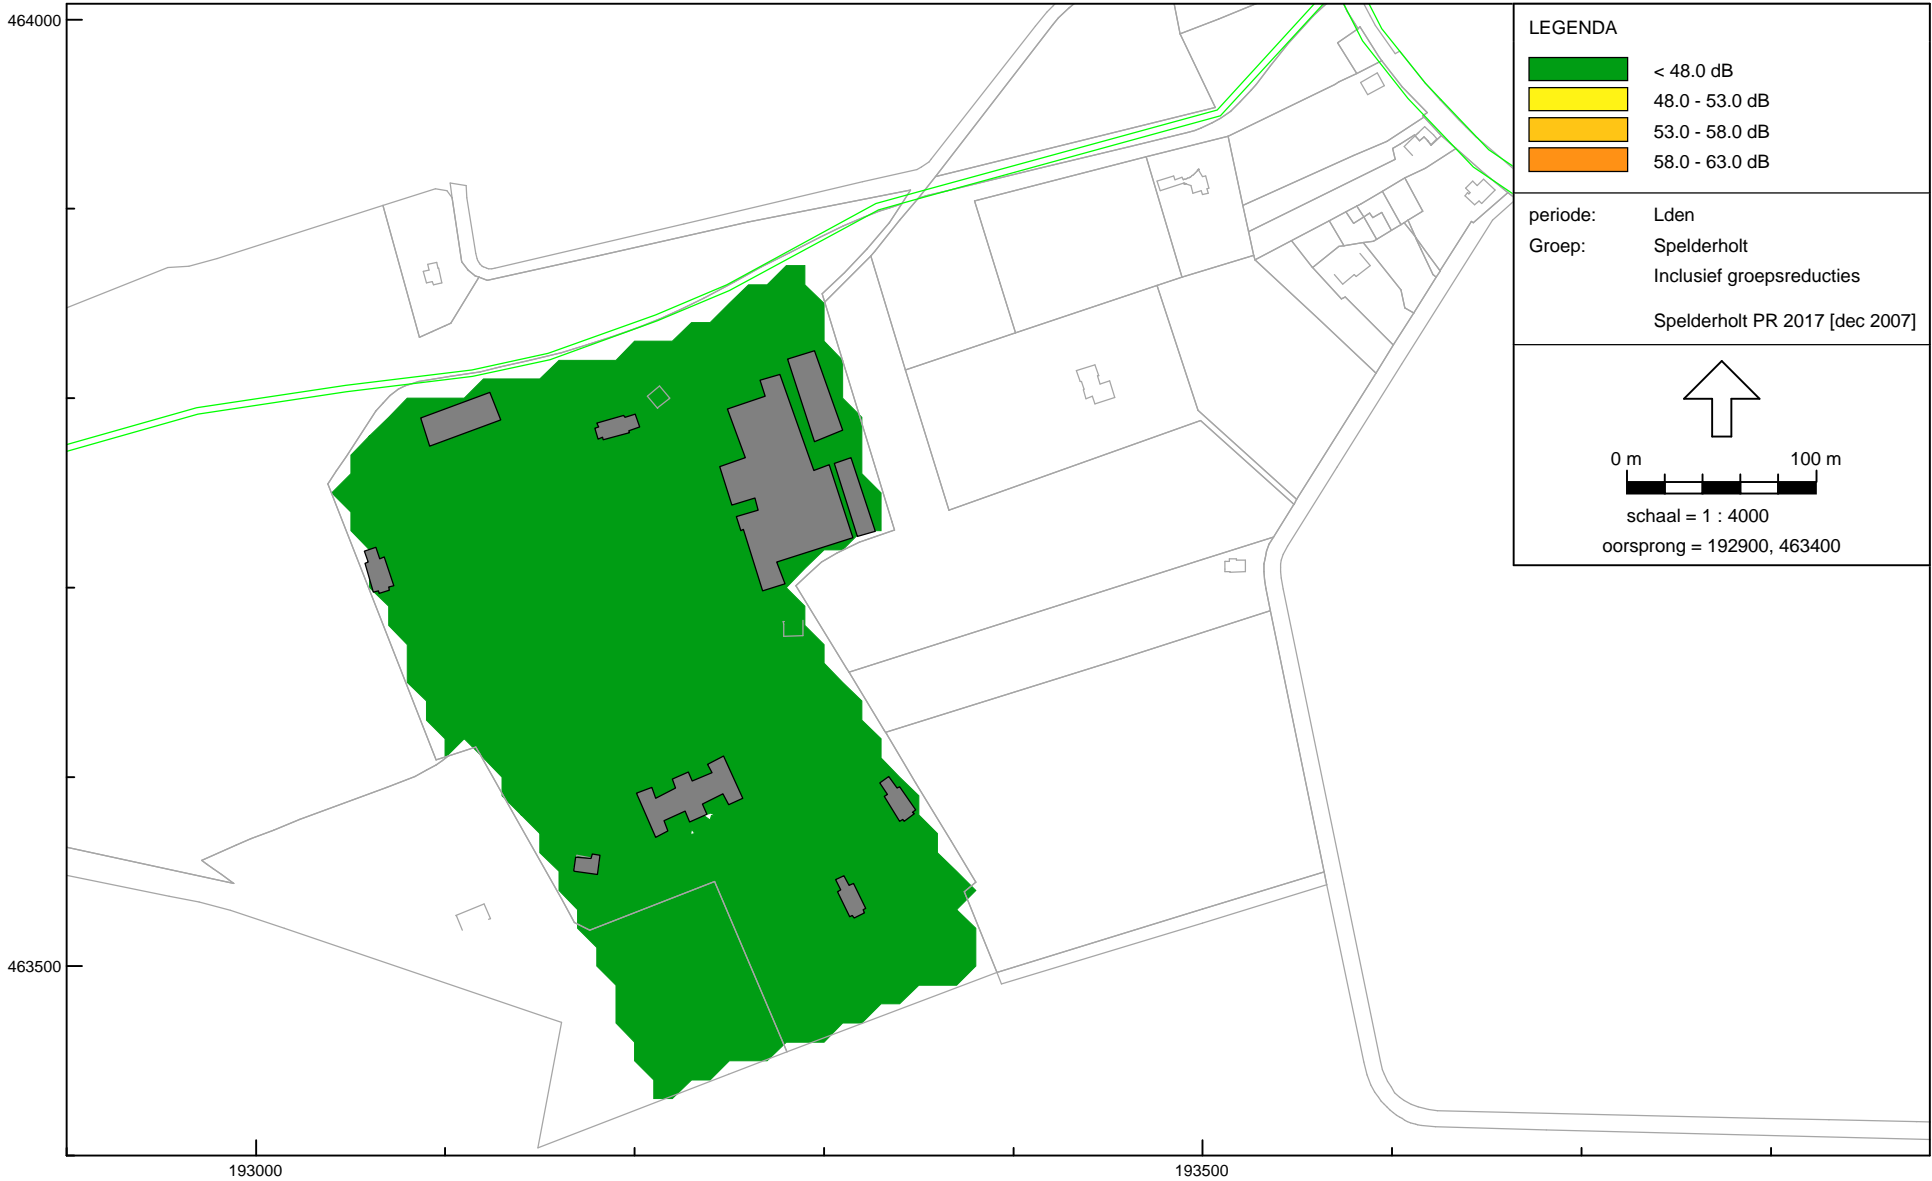 464000
463500
193000
193500
LEGENDA
< 48.0 dB
48.0 - 53.0 dB
53.0 - 58.0 dB
58.0 - 63.0 dB
periode: Lden
Groep: Spelderholt
Inclusief groepsreducties
Spelderholt PR 2017 [dec 2007]
0 m 100 m
schaal = 1 : 4000
oorsprong = 192900, 463400